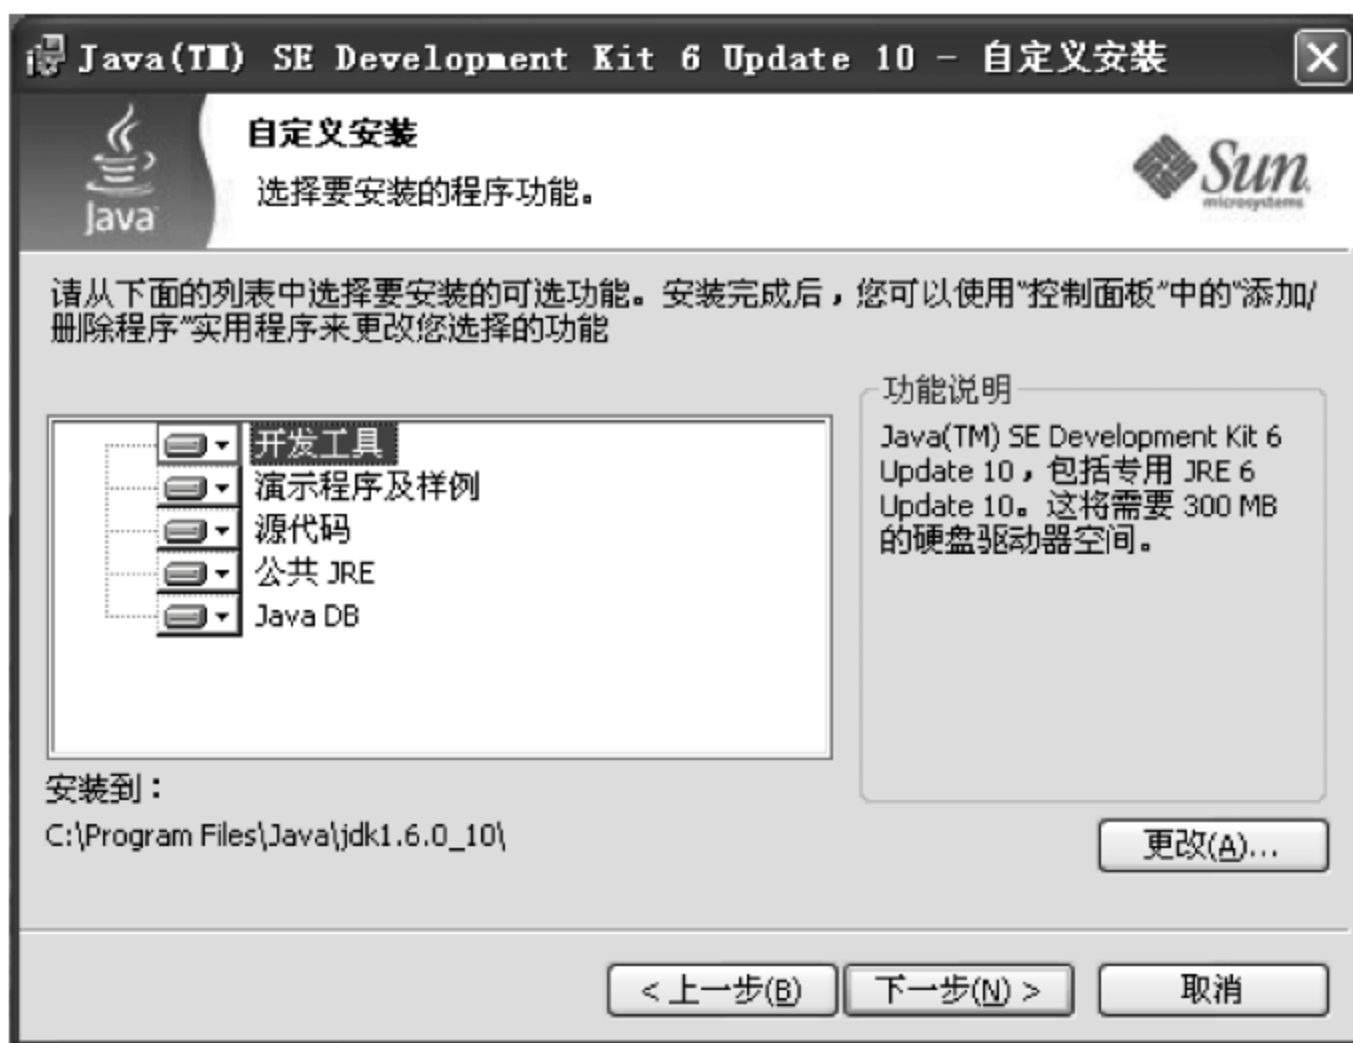 Java(TM) SE Development Kit 6 Update 10 - 自定义安装
自定义安装
选择要安装的程序功能。
Java
Sun
microsystems
请从下面的列表中选择要安装的可选功能。安装完成后，您可以使用“控制面板”中的“添加/
删除程序”实用程序来更改您选择的功能
功能说明
开发工具
演示程序及样例
源代码
公共 JRE
Java DB
Java(TM) SE Development Kit 6
Update 10，包括专用 JRE 6
Update 10。这将需要 300 MB
的硬盘驱动器空间。
安装到：
C:\Program Files\Java\jdk1.6.0_10\
更改(A)...
< 上一步(B)
下一步(N) >
取消